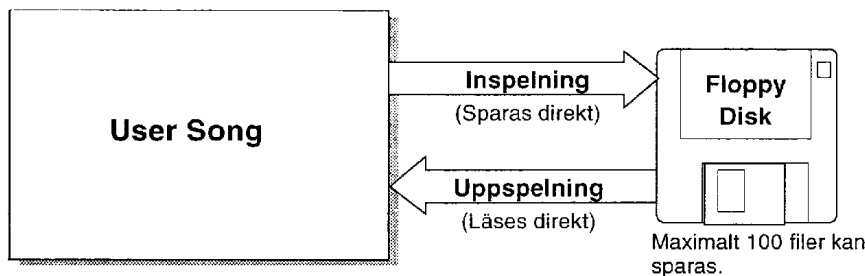 User Song
Inspelning
(Sparas direkt)
Uppspelning
(Läses direkt)
Floppy
Disk
Maximalt 100 filer kan
sparas.